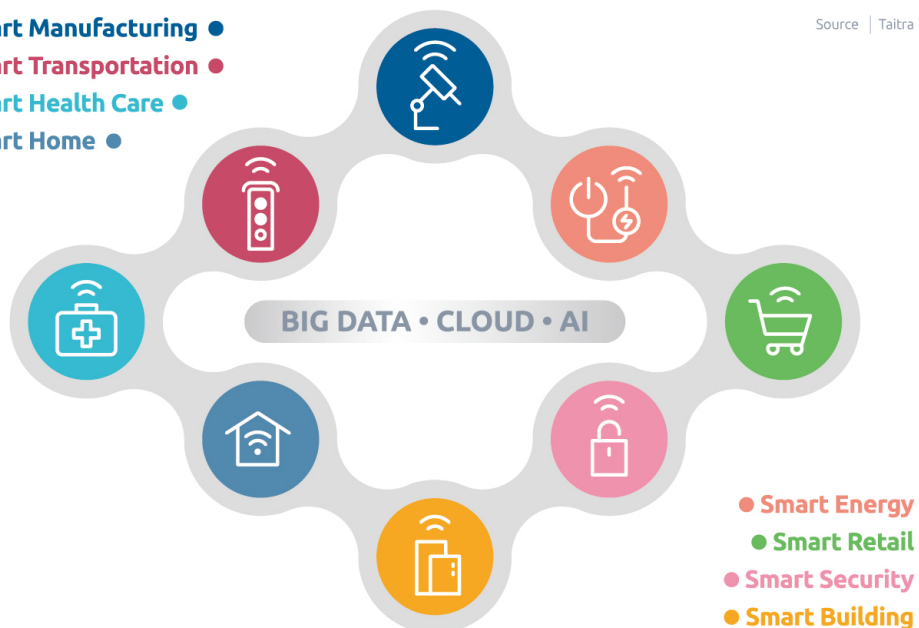 art Manufacturing
Source | Taitra
art Transportation
art Health Care
art Home
BIG DATA • CLOUD • AI
Smart Energy
Smart Retail
Smart Security
Smart Building